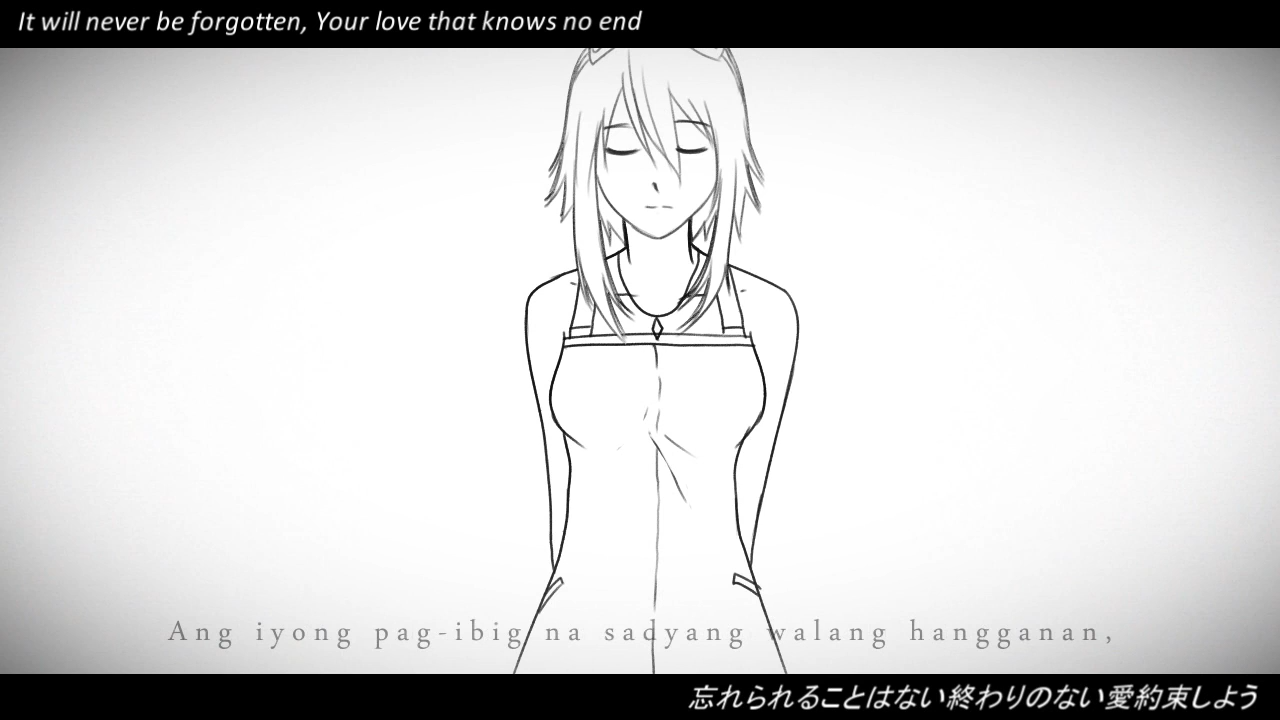 It will never be forgotten, Your love that knows no end
Ang iyong pag-ibig na sadyang walang hangganan,
忘れられることはない終わりのない愛約束しよう